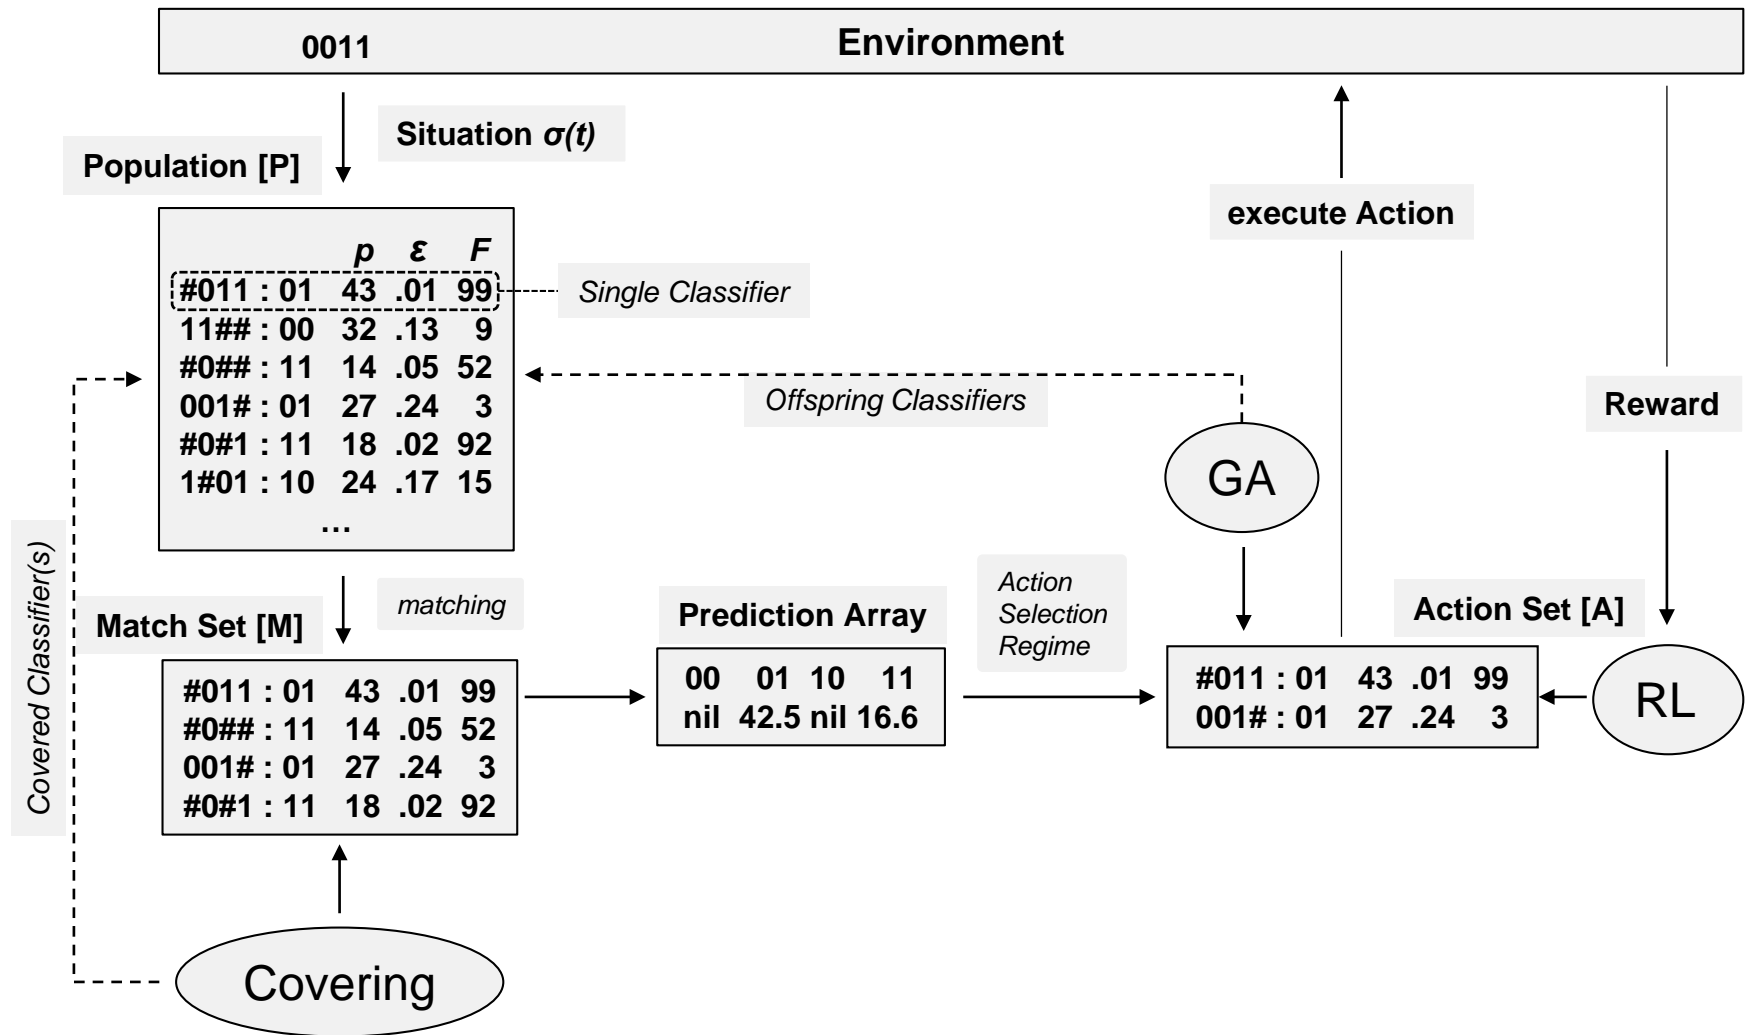 0011
Environment
Situation σ(t)
Population [P]
p ε F
#011 : 01 43 .01 99
11## : 00 32 .13 9
#0## : 11 14 .05 52
001# : 01 27 .24 3
#0#1 : 11 18 .02 92
1#01 : 10 24 .17 15
...
Single Classifier
execute Action
Offspring Classifiers
GA
Reward
Covered Classifier(s)
matching
Match Set [M]
#011 : 01 43 .01 99
#0## : 11 14 .05 52
001# : 01 27 .24 3
#0#1 : 11 18 .02 92
Prediction Array
00 01 10 11
nil 42.5 nil 16.6
Action
Selection
Regime
Action Set [A]
#011 : 01 43 .01 99
001# : 01 27 .24 3
RL
Covering